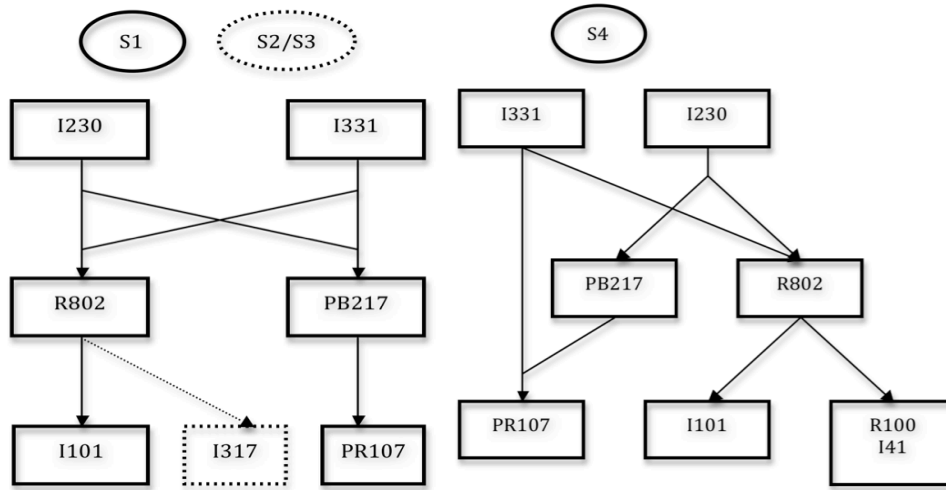 S1
S2/S3
S4
I230
I331
I331
I230
R802
PB217
PB217
R802
I101
I317
PR107
PR107
I101
R100
I41